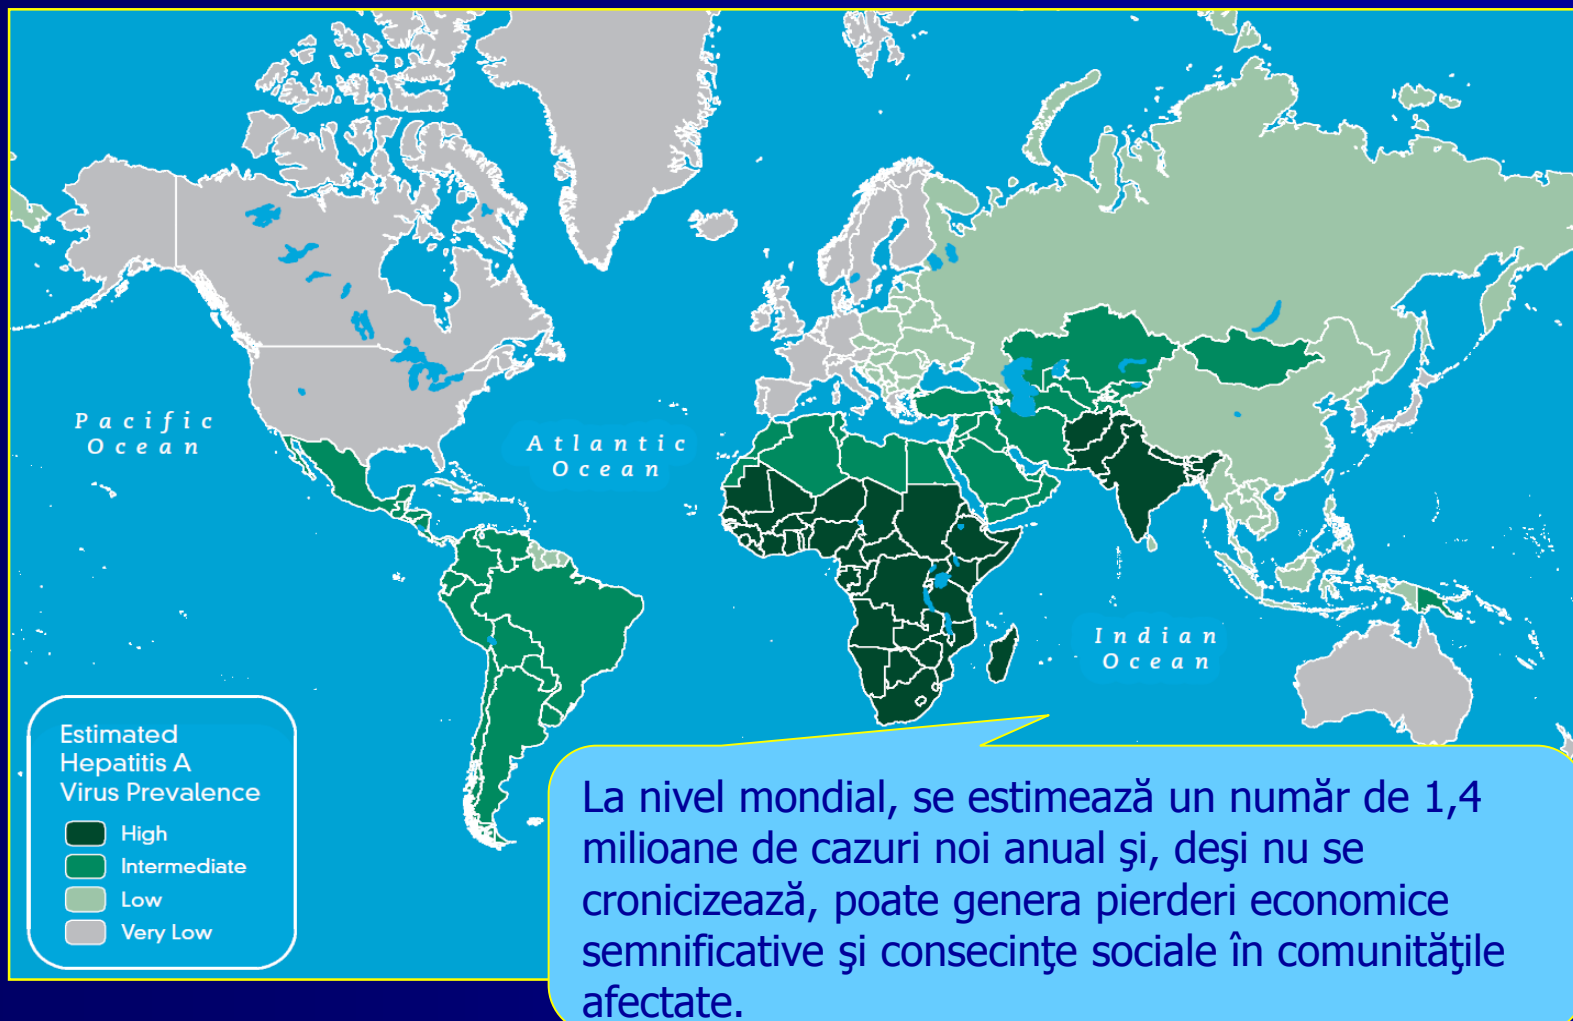 Pacific
Ocean
Atlantic
Ocean
Indian
Ocean
Estimated
Hepatitis A
Virus Prevalence
High
Intermediate
Low
Very Low
La nivel mondial, se estimează un număr de 1,4
milioane de cazuri noi anual şi, deşi nu se
cronicizează, poate genera pierderi economice
semnificative şi consecinţe sociale în comunităţile
afectate.